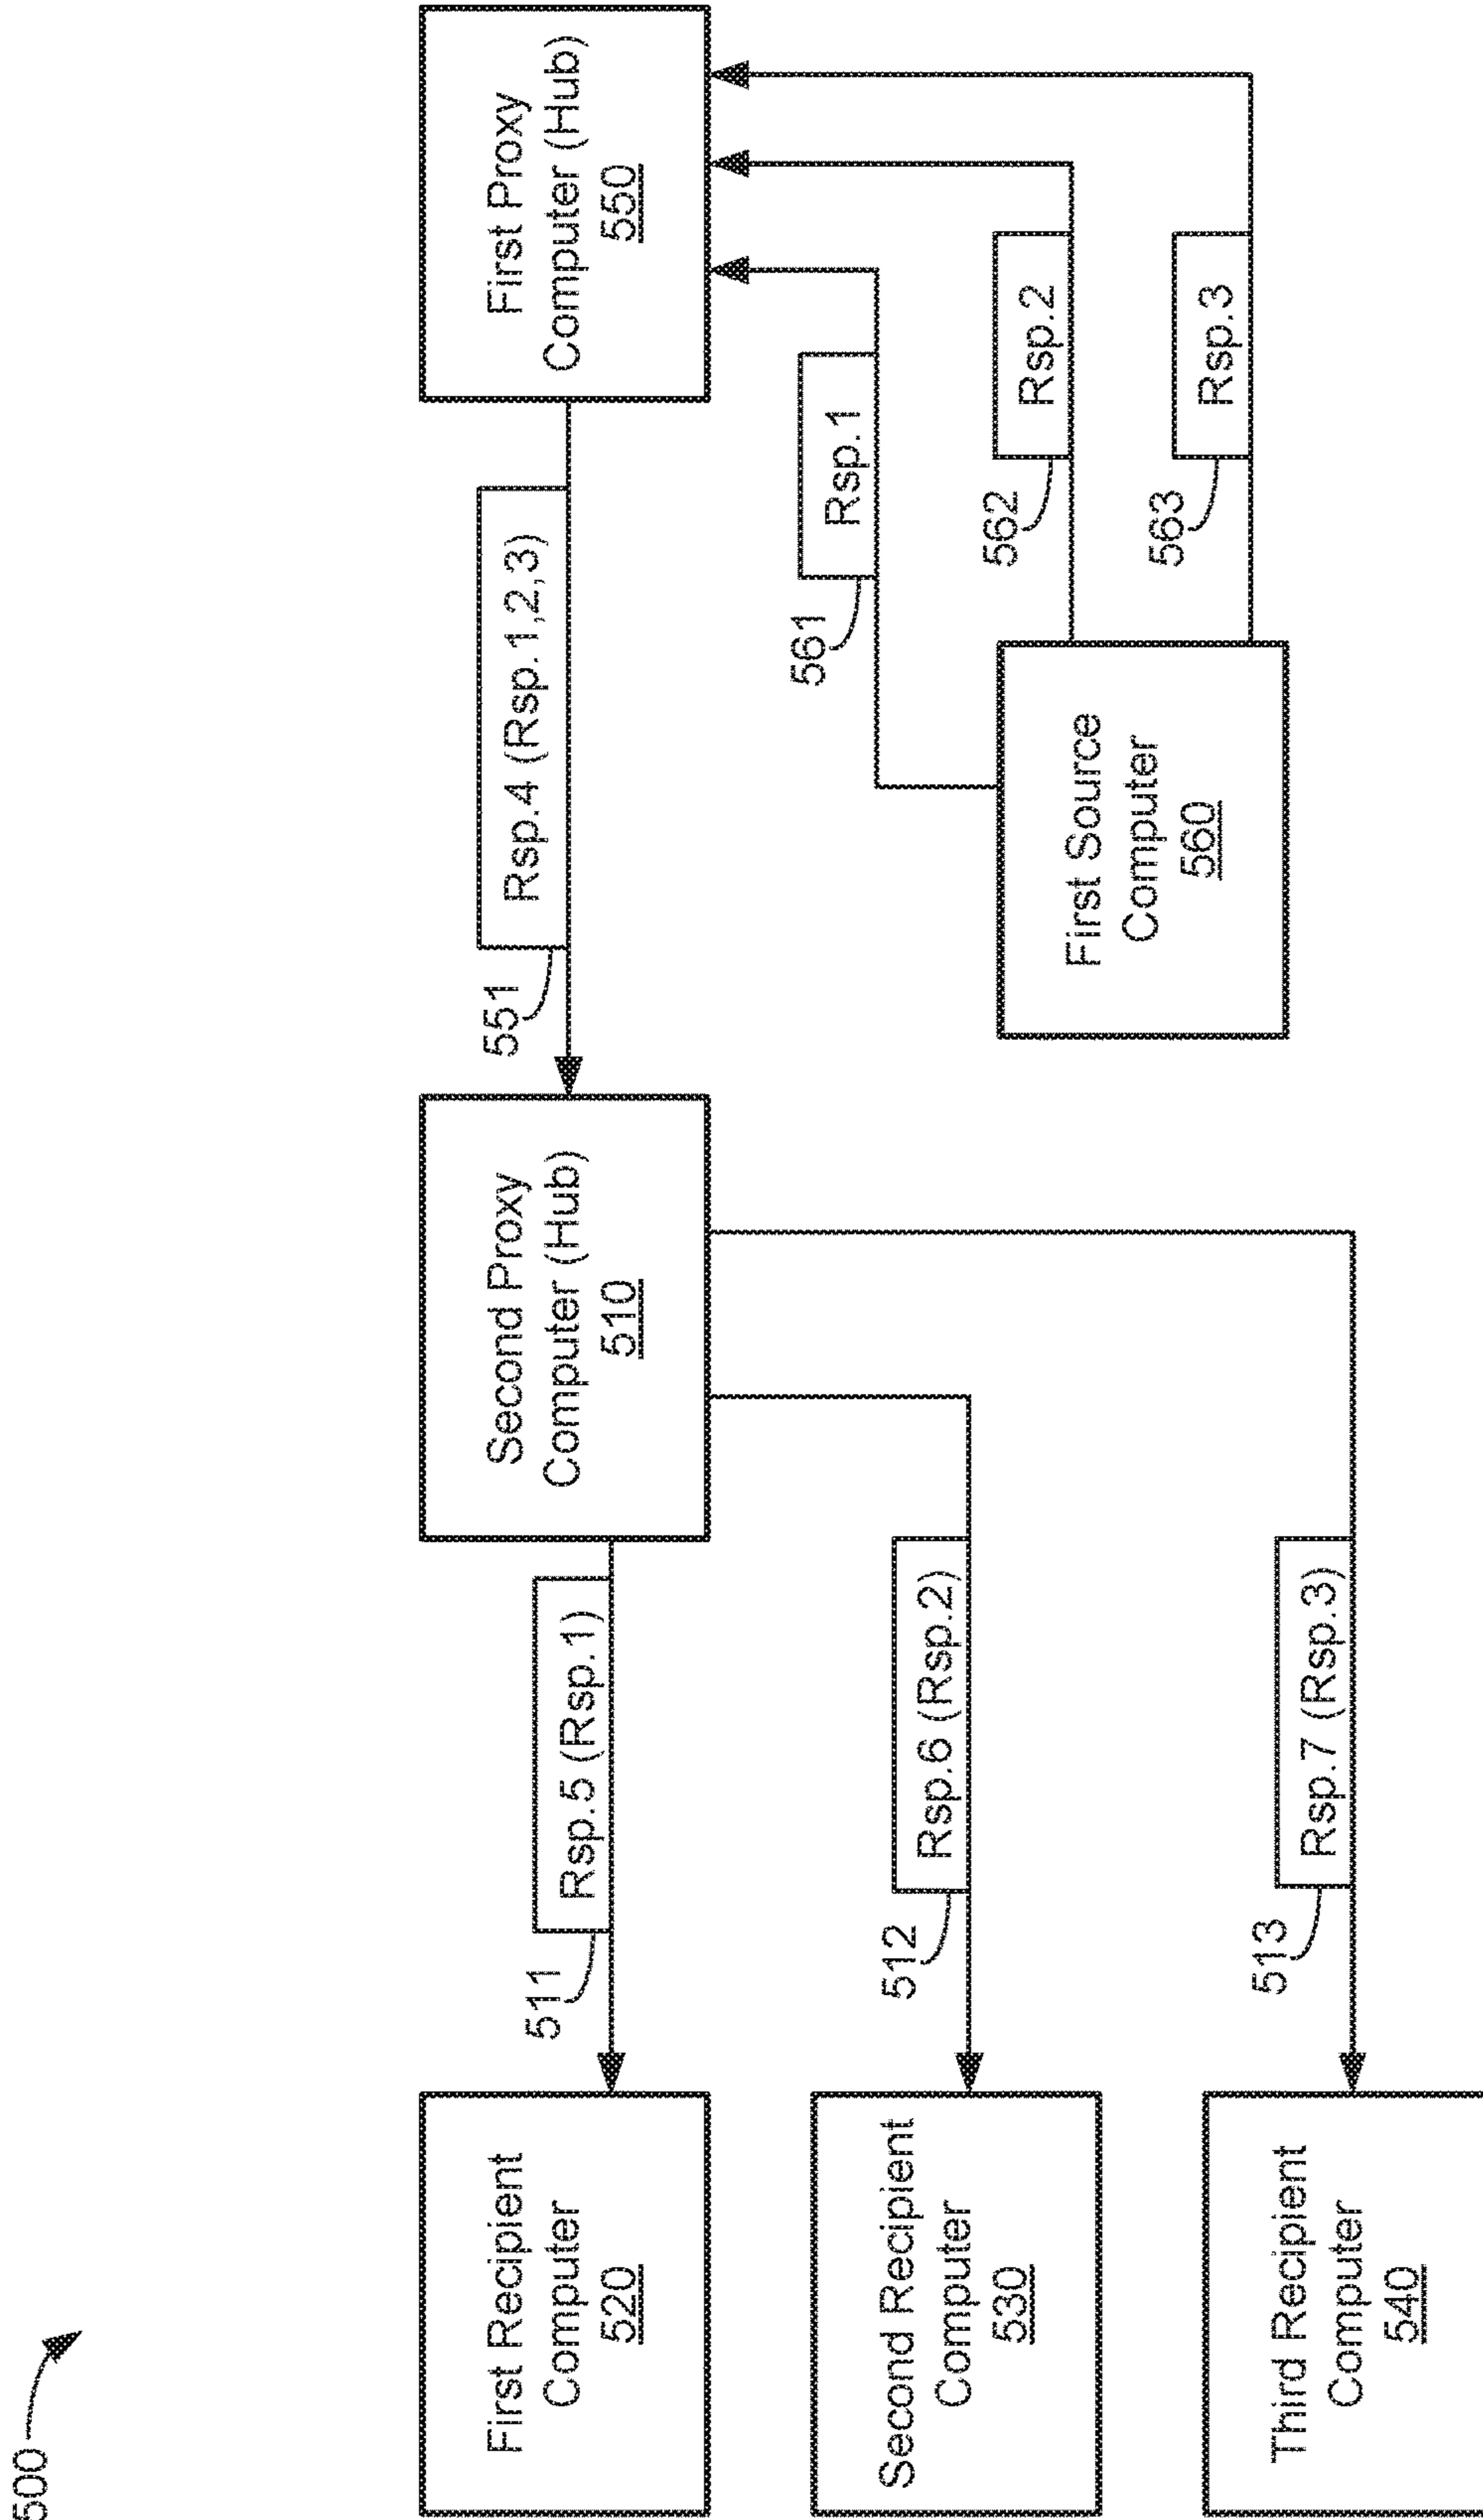 500
First Recipient
Computer
520
511
Rsp.5 (Rsp.1)
Second Proxy
Computer (Hub)
510
551
Rsp.4 (Rsp.1,2,3)
First Proxy
Computer (Hub)
550
Second Recipient
Computer
530
512
Rsp.6 (Rsp.2)
561
Rsp.1
562
Rsp.2
First Source
Computer
560
563
Rsp.3
Third Recipient
Computer
540
513
Rsp.7 (Rsp.3)